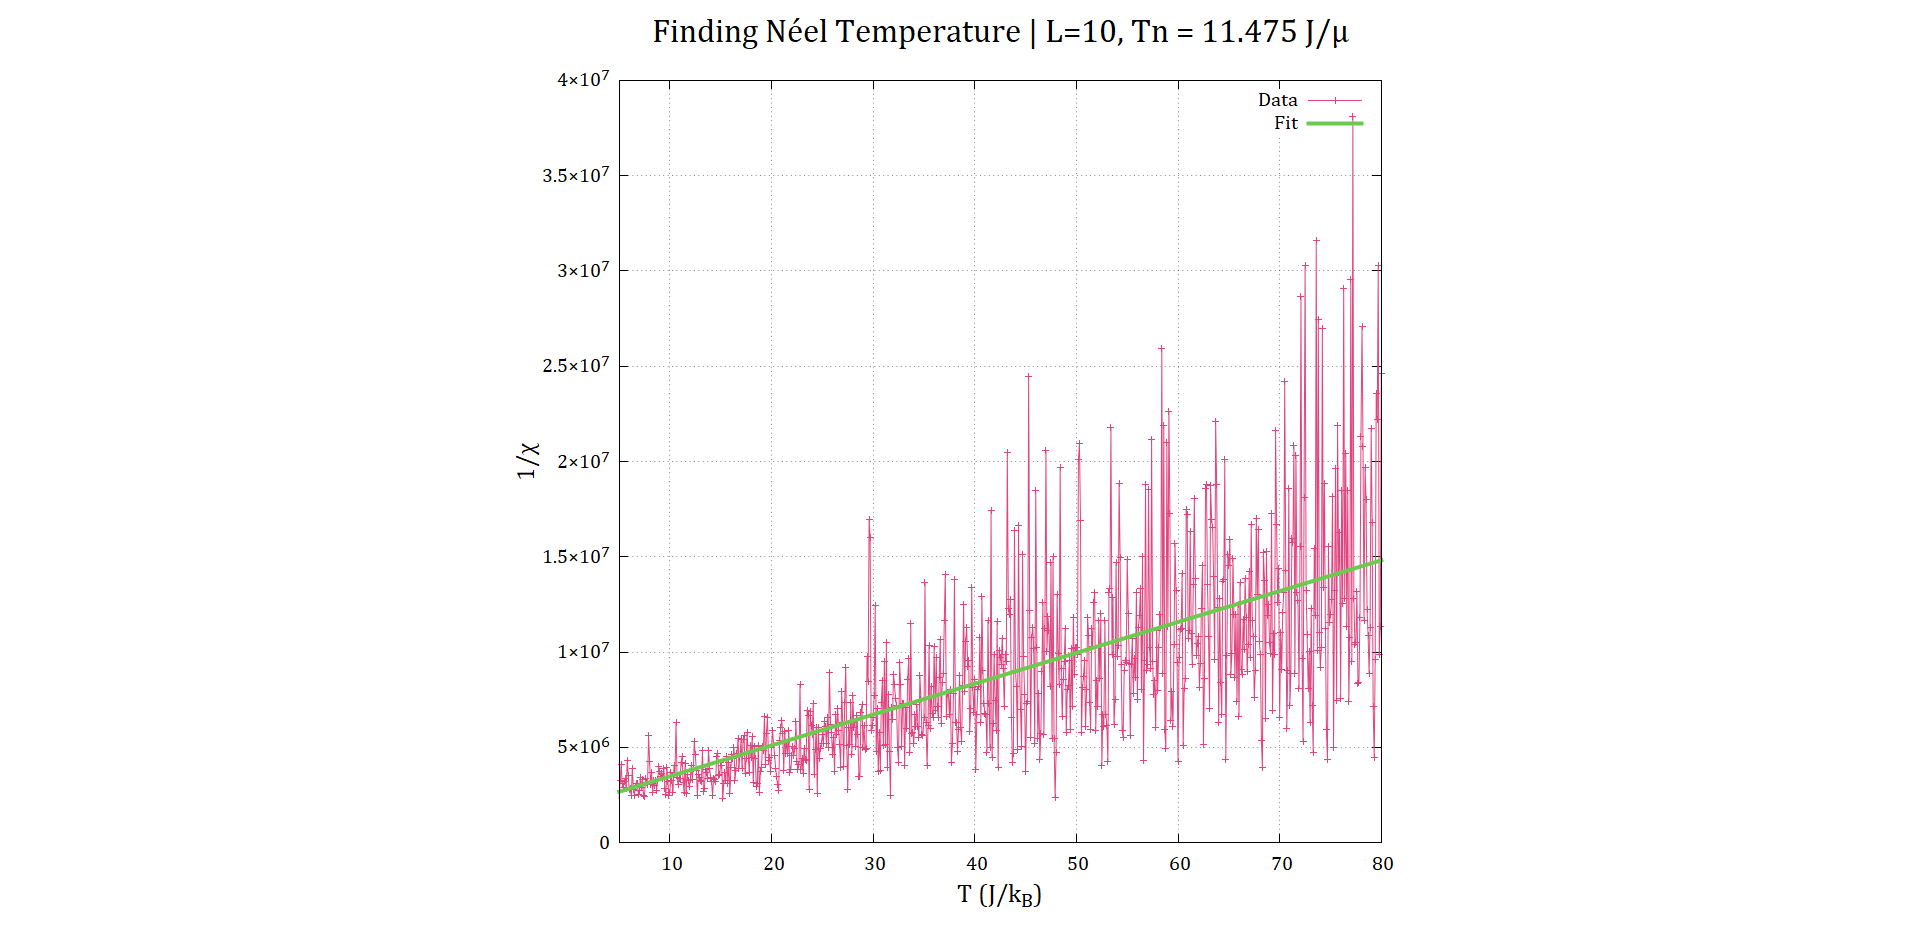 Finding Néel Temperature | L=10, Tn = 11.475 J/μ
4×10⁷
3.5×10⁷
3×10⁷
2.5×10⁷
2×10⁷
1.5×10⁷
1×10⁷
5×10⁶
0
1/χ
Data
Fit
10 20 30 40 50 60 70 80
T (J/k_B)